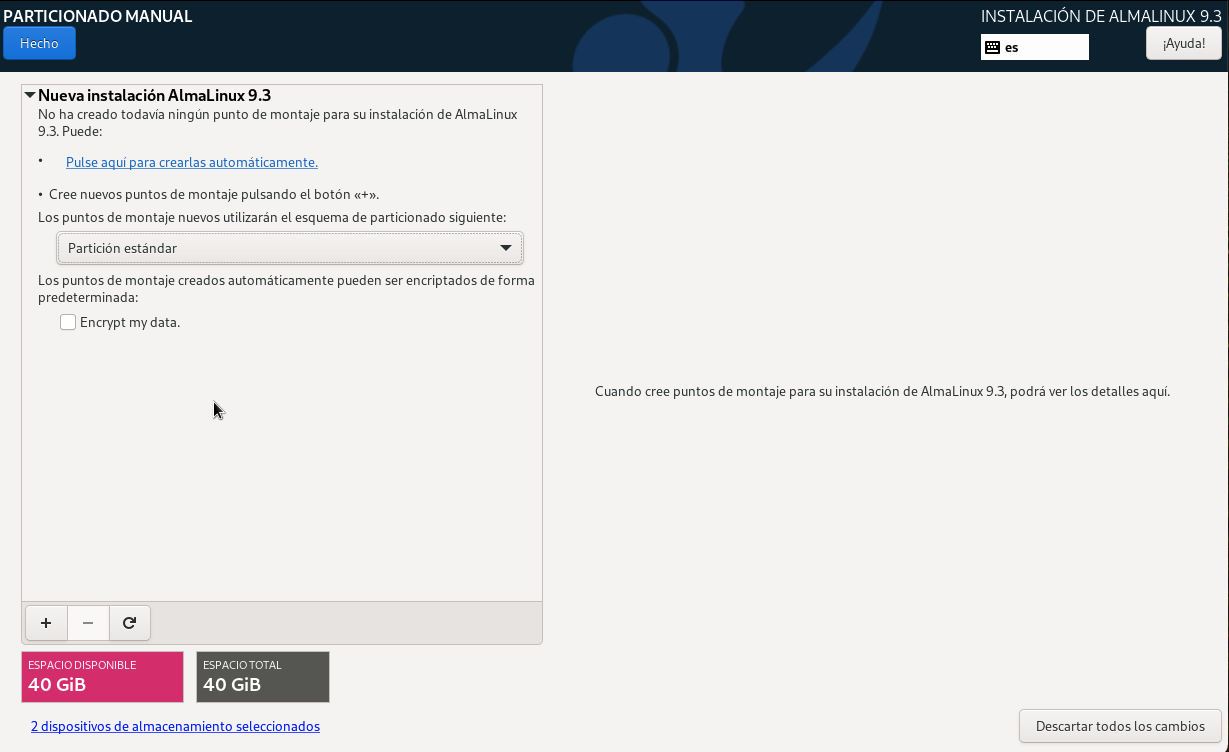 PARTICIONADO MANUAL
INSTALACIÓN DE ALMALINUX 9.3
Hecho
es
¡Ayuda!
Nueva instalación AlmaLinux 9.3
No ha creado todavía ningún punto de montaje para su instalación de AlmaLinux
9.3. Puede:
• Pulse aquí para crearlas automáticamente.
• Cree nuevos puntos de montaje pulsando el botón «+».
Los puntos de montaje nuevos utilizarán el esquema de particionado siguiente:
Partición estándar
Los puntos de montaje creados automáticamente pueden ser encriptados de forma
predeterminada:
Encrypt my data.
Cuando cree puntos de montaje para su instalación de AlmaLinux 9.3, podrá ver los detalles aquí.
ESPACIO DISPONIBLE
40 GiB
ESPACIO TOTAL
40 GiB
2 dispositivos de almacenamiento seleccionados
Descartar todos los cambios